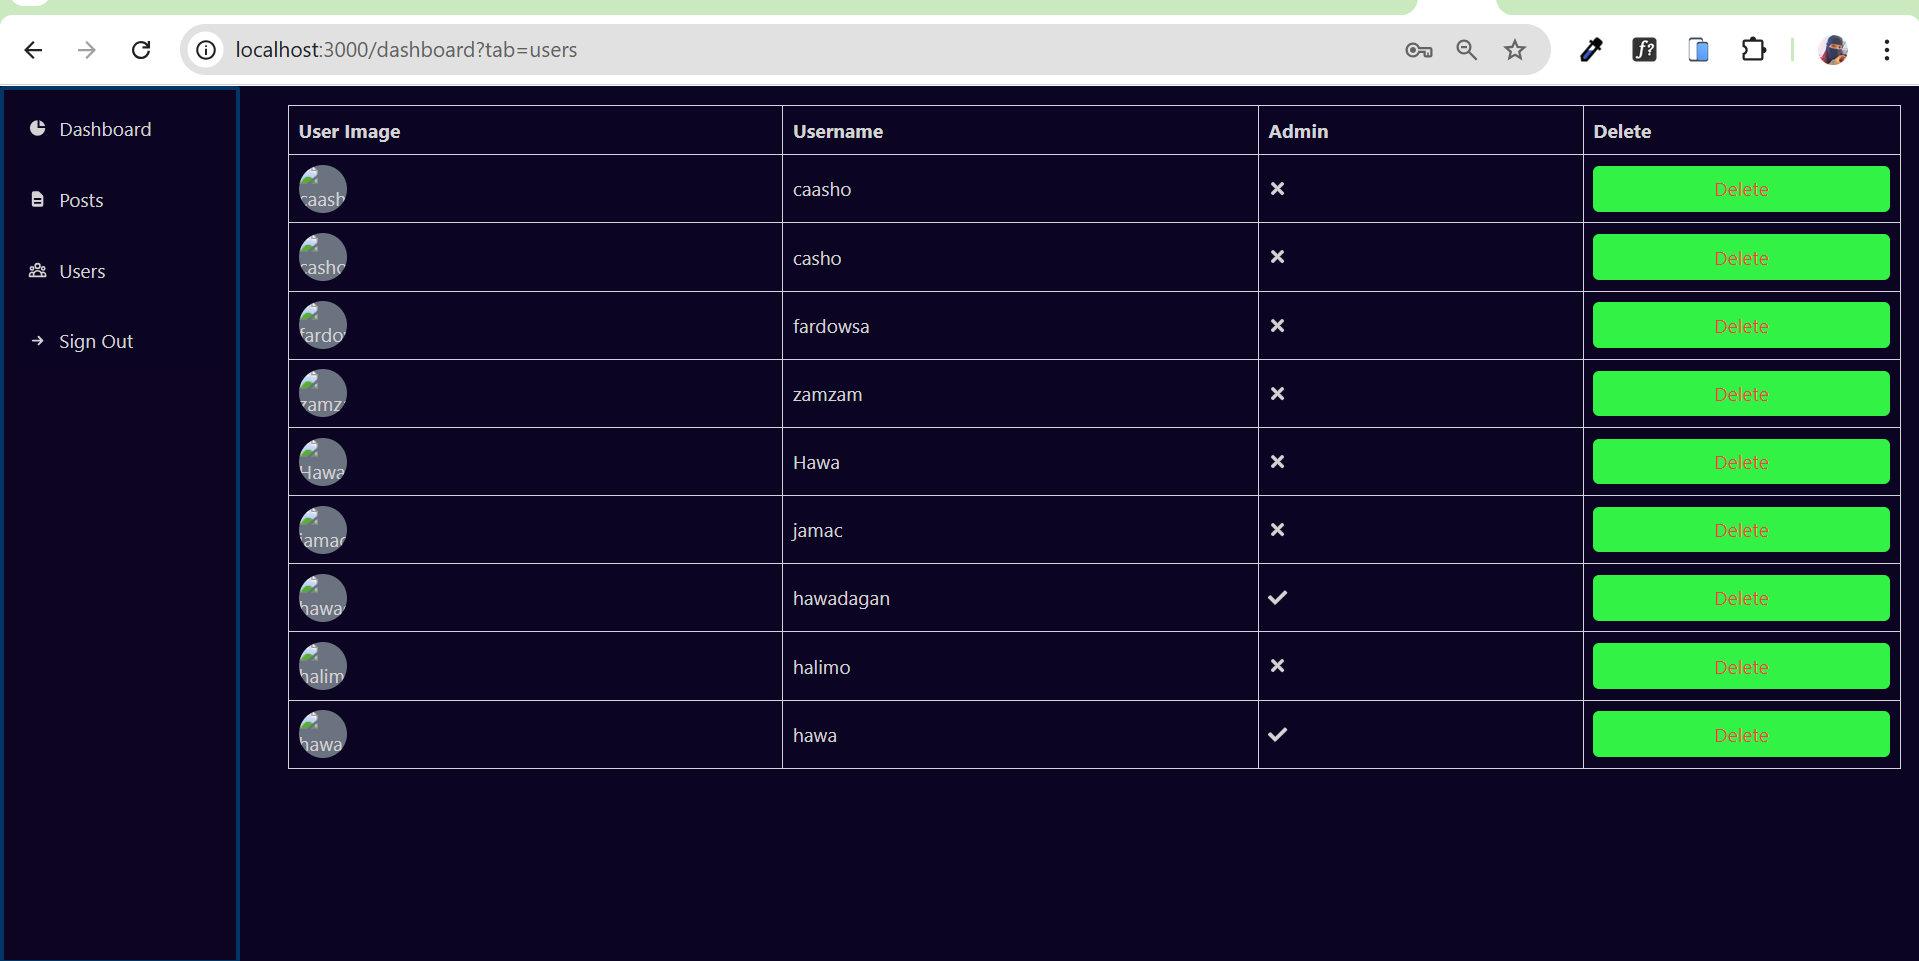 localhost:3000/dashboard?tab=users
f?
Dashboard
Posts
Users
Sign Out
User Image Username Admin Delete
caash caasho Delete
casho casho Delete
fardow fardowsa Delete
zamz zamzam Delete
Hawa Hawa Delete
jamac jamac Delete
hawa hawadagan Delete
halim halimo Delete
hawa hawa Delete